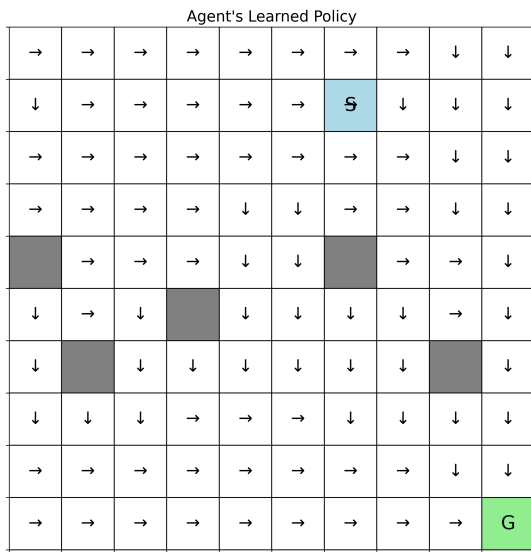 Agent's Learned Policy
→ → → → → → → → ↓ ↓
↓ → → → → → S→ ↓ ↓ ↓
→ → → → → → → → ↓ ↓
→ → → → ↓ ↓ → → ↓ ↓
→ → → ↓ ↓ → → ↓
↓ → ↓ ↓ ↓ ↓ ↓ → ↓
↓ ↓ ↓ ↓ ↓ ↓ ↓ ↓
↓ ↓ ↓ → → → ↓ ↓ ↓ ↓
→ → → → → → → → ↓ ↓
→ → → → → → → → → G